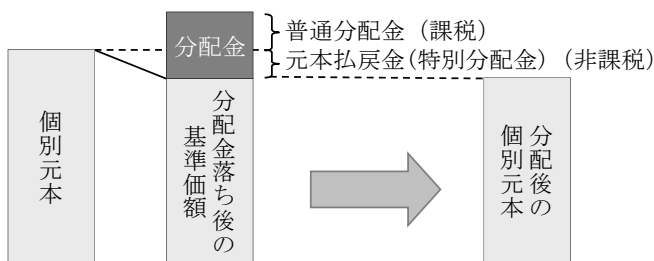 分配金
普通分配金（課税）
元本払戻金（特別分配金）（非課税）
個別元本
分配金落ち後の
基準価額
分配後の
個別元本